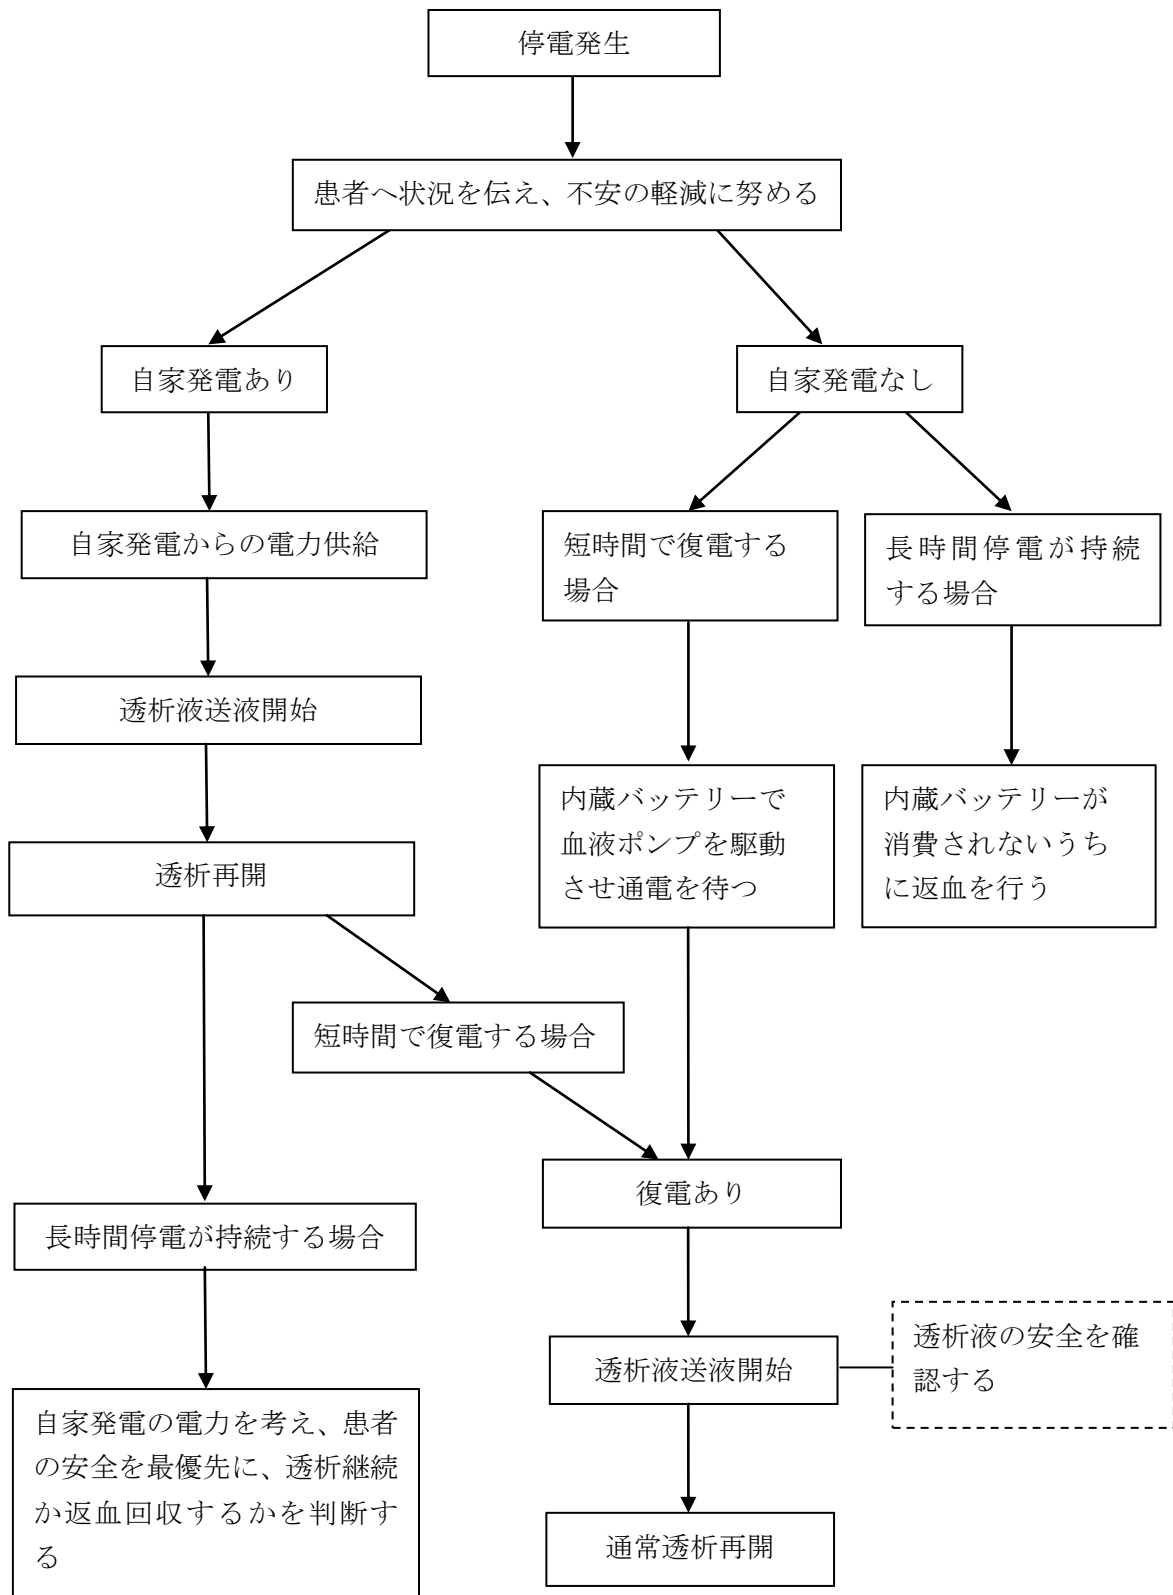 停電発生
患者へ状況を伝え、不安の軽減に努める
自家発電あり
自家発電なし
自家発電からの電力供給
短時間で復電する
場合
長時間停電が持続
する場合
透析液送液開始
内蔵バッテリーで
血液ポンプを駆動
させ通電を待つ
内蔵バッテリーが
消費されないうち
に返血を行う
透析再開
短時間で復電する場合
復電あり
長時間停電が持続する場合
透析液の安全を確
認する
透析液送液開始
自家発電の電力を考え、患者
の安全を最優先に、透析継続
か返血回収するかを判断す
る
通常透析再開